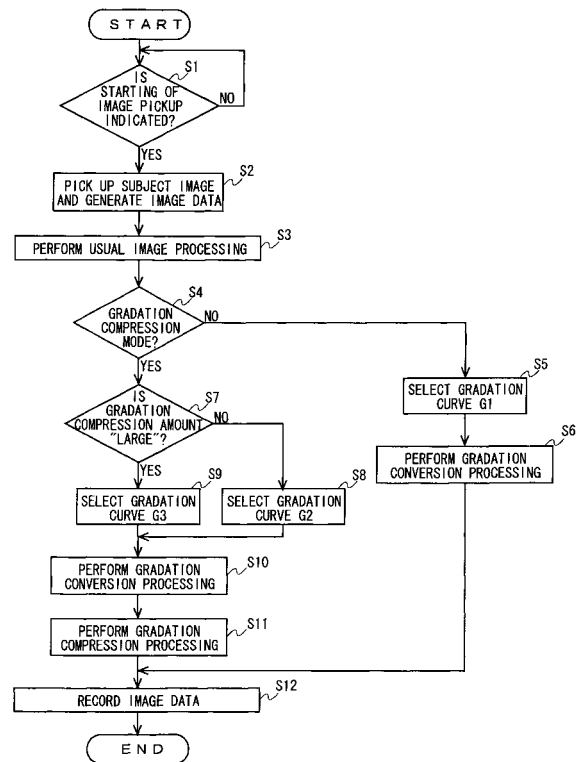 START
S1
IS
STARTING OF
IMAGE PICKUP
INDICATED?
NO
YES
S2
PICK UP SUBJECT IMAGE
AND GENERATE IMAGE DATA
S3
PERFORM USUAL IMAGE PROCESSING
S4
GRADATION
COMPRESSION
MODE?
NO
YES
S5
SELECT GRADATION
CURVE G1
S6
PERFORM GRADATION
CONVERSION PROCESSING
S7
IS
GRADATION
COMPRESSION AMOUNT
"LARGE"?
NO
YES
S9
SELECT GRADATION
CURVE G3
S8
SELECT GRADATION
CURVE G2
S10
PERFORM GRADATION
CONVERSION PROCESSING
S11
PERFORM GRADATION
COMPRESSION PROCESSING
S12
RECORD IMAGE DATA
END